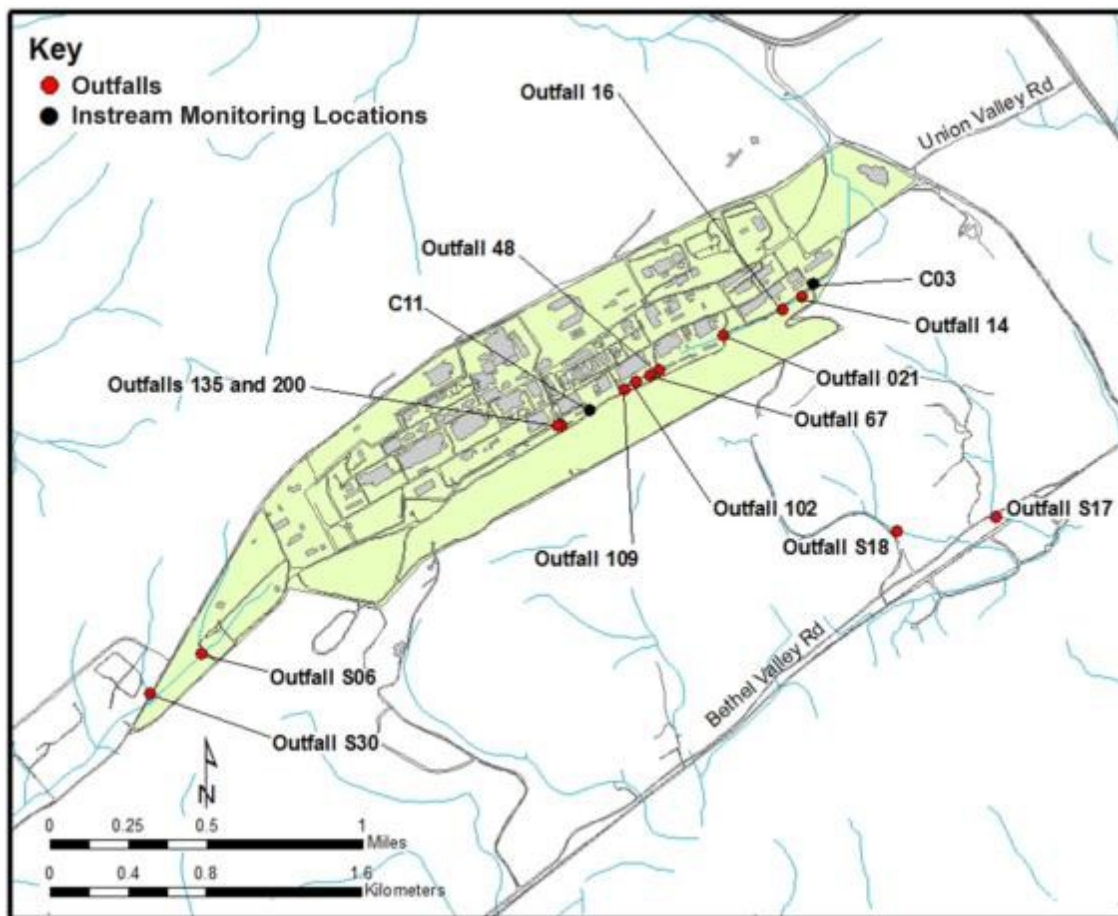 Key
Outfalls
Instream Monitoring Locations
Outfall 16
Union Valley Rd
Outfall 48
C11
C03
Outfall 14
Outfalls 135 and 200
Outfall 021
Outfall 67
Outfall 102
Outfall S17
Outfall S18
Outfall 109
Bethel Valley Rd
Outfall S06
Outfall S30
N
0 0.25 0.5 1
Miles
0 0.4 0.8 1.6
Kilometers